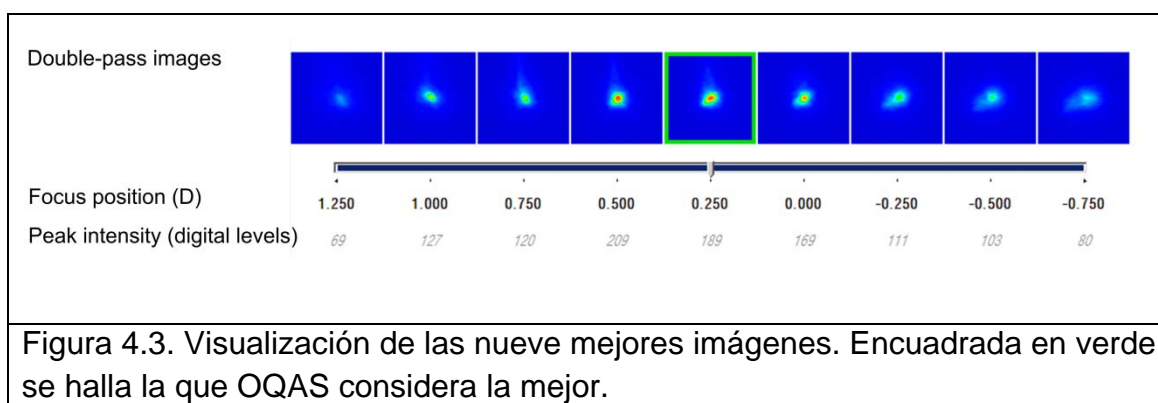 Double-pass images
Focus position (D)
1.250 1.000 0.750 0.500 0.250 0.000 -0.250 -0.500 -0.750
Peak intensity (digital levels)
69 127 120 209 189 169 111 103 80
Figura 4.3. Visualización de las nueve mejores imágenes. Encuadrada en verde
se halla la que OQAS considera la mejor.